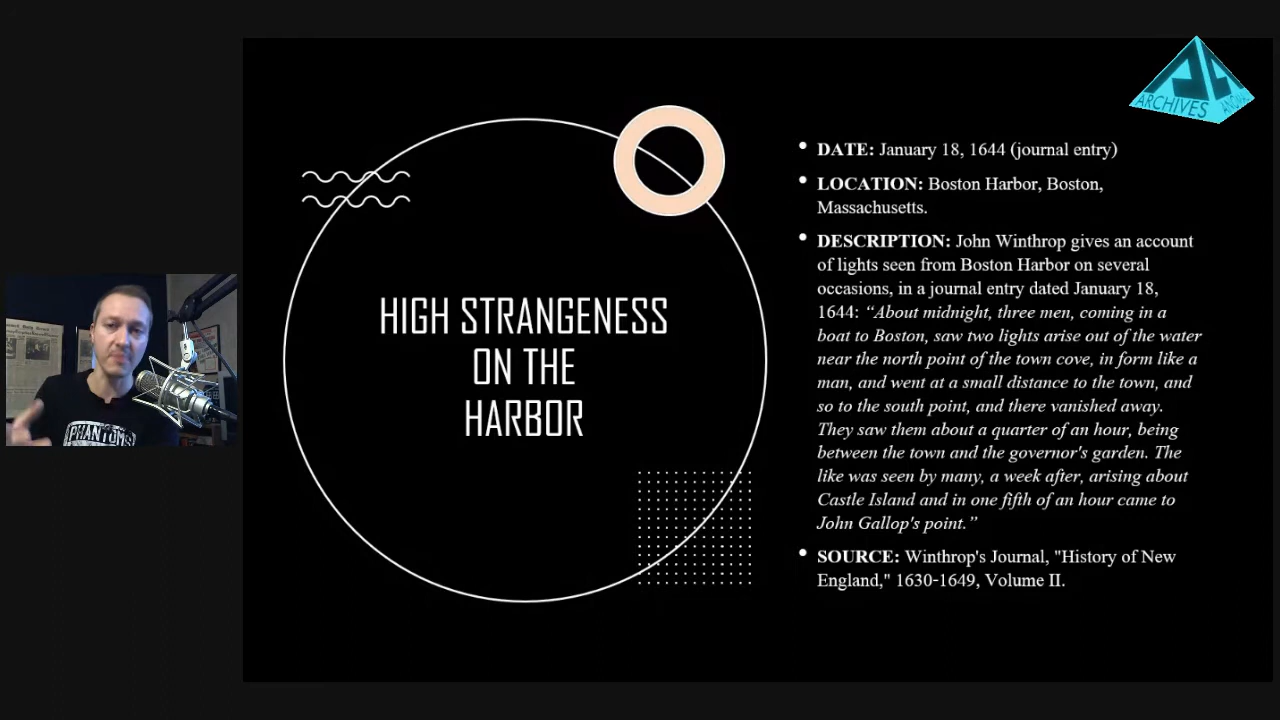 ARCHIVES
HIGH STRANGENESS
ON THE
HARBOR
• DATE: January 18, 1644 (journal entry)
• LOCATION: Boston Harbor, Boston,
Massachusetts.
• DESCRIPTION: John Winthrop gives an account
of lights seen from Boston Harbor on several
occasions, in a journal entry dated January 18,
1644: “About midnight, three men, coming in a
boat to Boston, saw two lights arise out of the water
near the north point of the town cove, in form like a
man, and went at a small distance to the town, and
so to the south point, and there vanished away.
They saw them about a quarter of an hour, being
between the town and the governor's garden. The
like was seen by many, a week after, arising about
Castle Island and in one fifth of an hour came to
John Gallop's point.”
• SOURCE: Winthrop's Journal, "History of New
England," 1630-1649, Volume II.
PHANTOMS